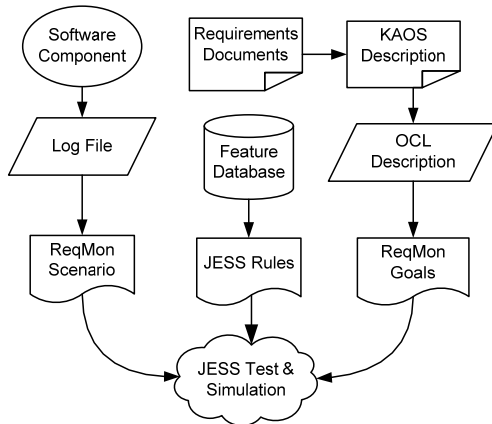 Software
Component
Requirements
Documents
KAOS
Description
Log File
Feature
Database
OCL
Description
ReqMon
Scenario
JESS Rules
ReqMon
Goals
JESS Test &
Simulation